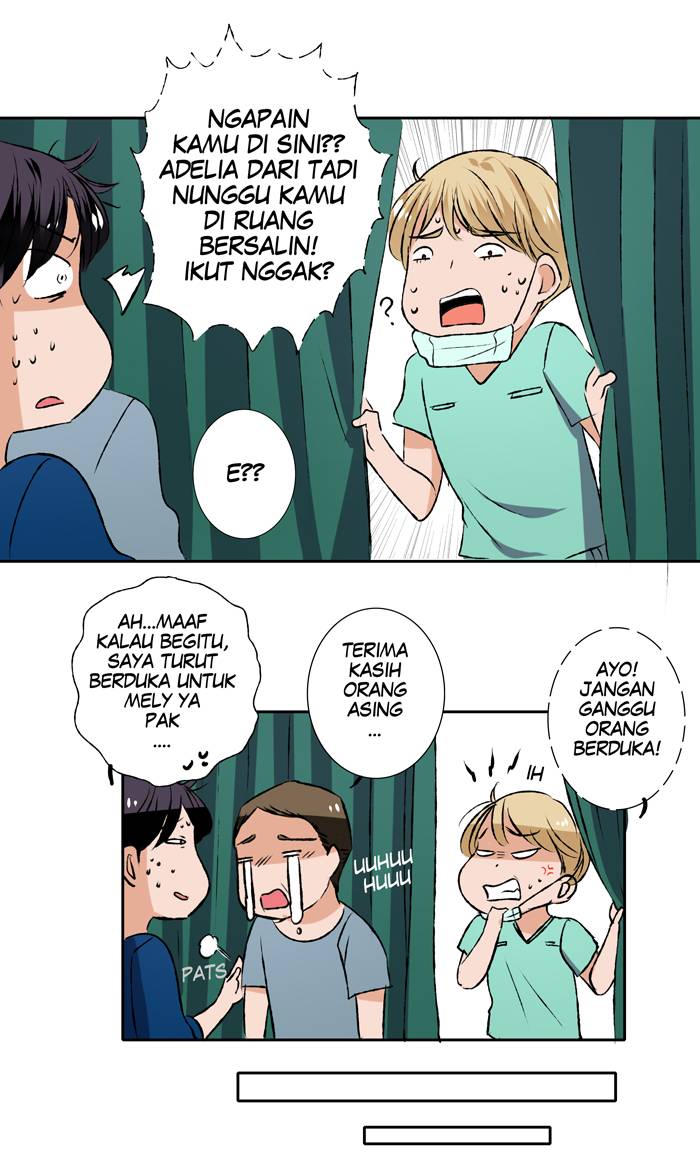 NGAPAIN
KAMU DI SINI??
ADELIA DARI TADI
NUNGGU KAMU
DI RUANG
BERSALIN!
IKUT NGGAK?
?
E??
AH...MAAF
KALAU BEGITU,
SAYA TURUT
BERDUKA UNTUK
MELY YA
PAK
....
TERIMA
KASIH
ORANG
ASING
...
AYO!
JANGAN
GANGGU
ORANG
BERDUKA!
IH
UUHUU
HUUU
PATS